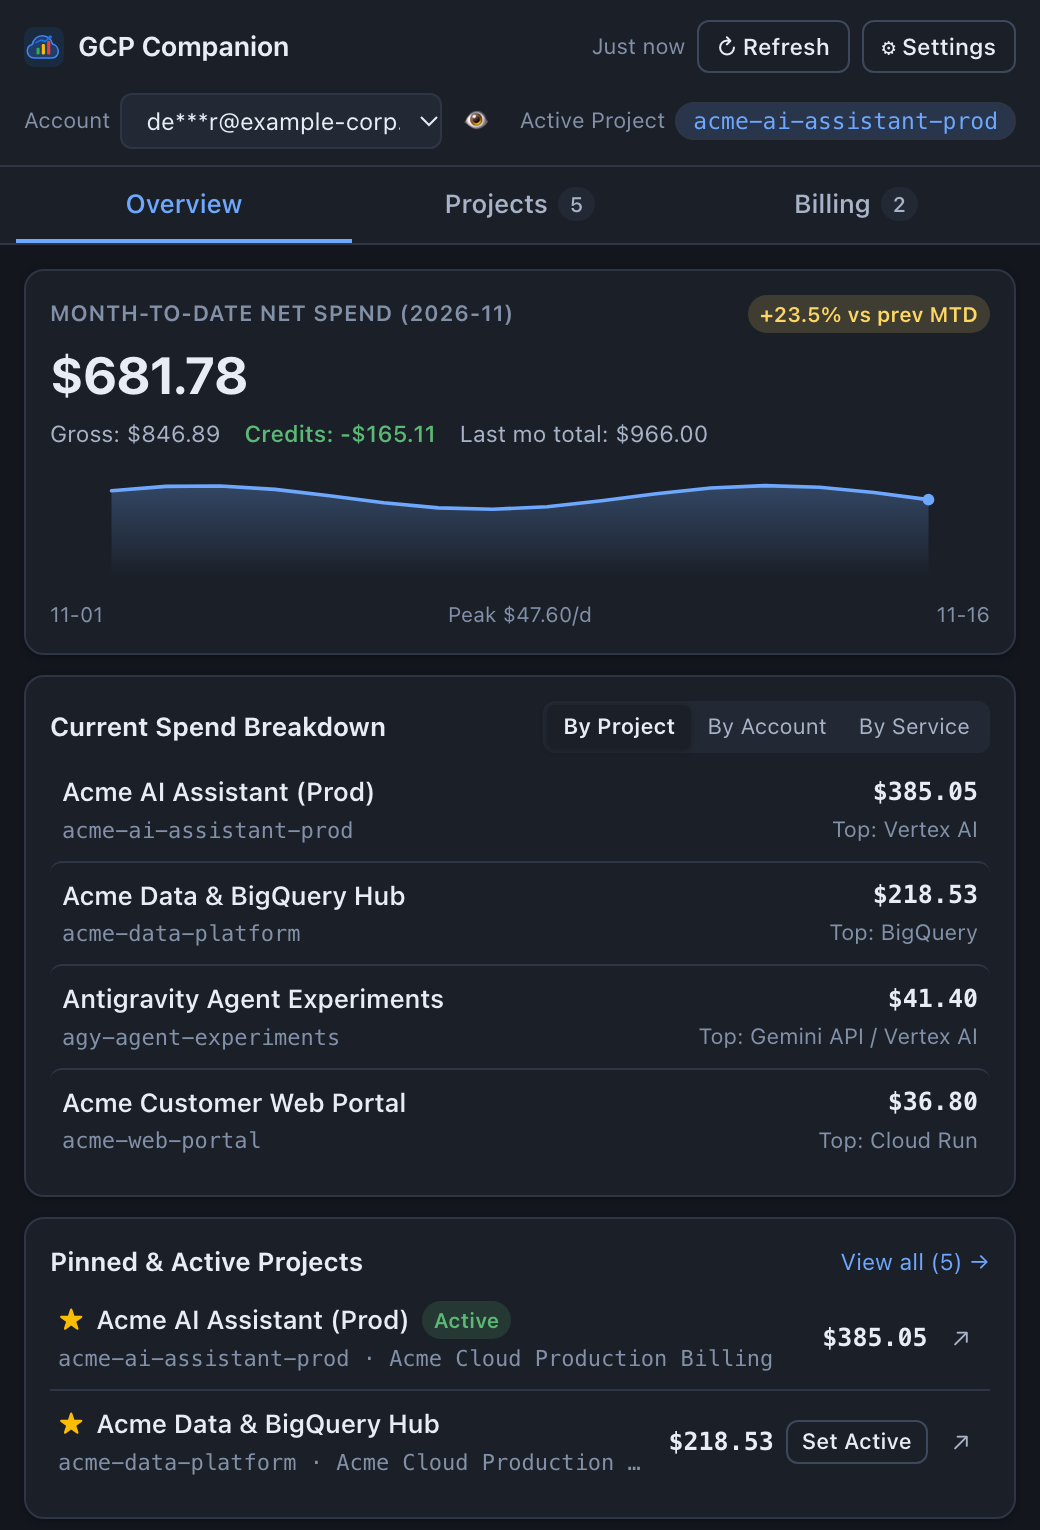 GCP Companion
Just now
↻ Refresh
⚙ Settings
Account
de***r@example-corp.
Active Project
acme-ai-assistant-prod
Overview
Projects 5
Billing 2
MONTH-TO-DATE NET SPEND (2026-11)
+23.5% vs prev MTD
$681.78
Gross: $846.89 Credits: -$165.11 Last mo total: $966.00
11-01
Peak $47.60/d
11-16
Current Spend Breakdown
By Project
By Account
By Service
Acme AI Assistant (Prod)
$385.05
acme-ai-assistant-prod
Top: Vertex AI
Acme Data & BigQuery Hub
$218.53
acme-data-platform
Top: BigQuery
Antigravity Agent Experiments
$41.40
agy-agent-experiments
Top: Gemini API / Vertex AI
Acme Customer Web Portal
$36.80
acme-web-portal
Top: Cloud Run
Pinned & Active Projects
View all (5) →
Acme AI Assistant (Prod) Active
acme-ai-assistant-prod · Acme Cloud Production Billing
$385.05 ↗
Acme Data & BigQuery Hub
acme-data-platform · Acme Cloud Production …
$218.53
Set Active ↗